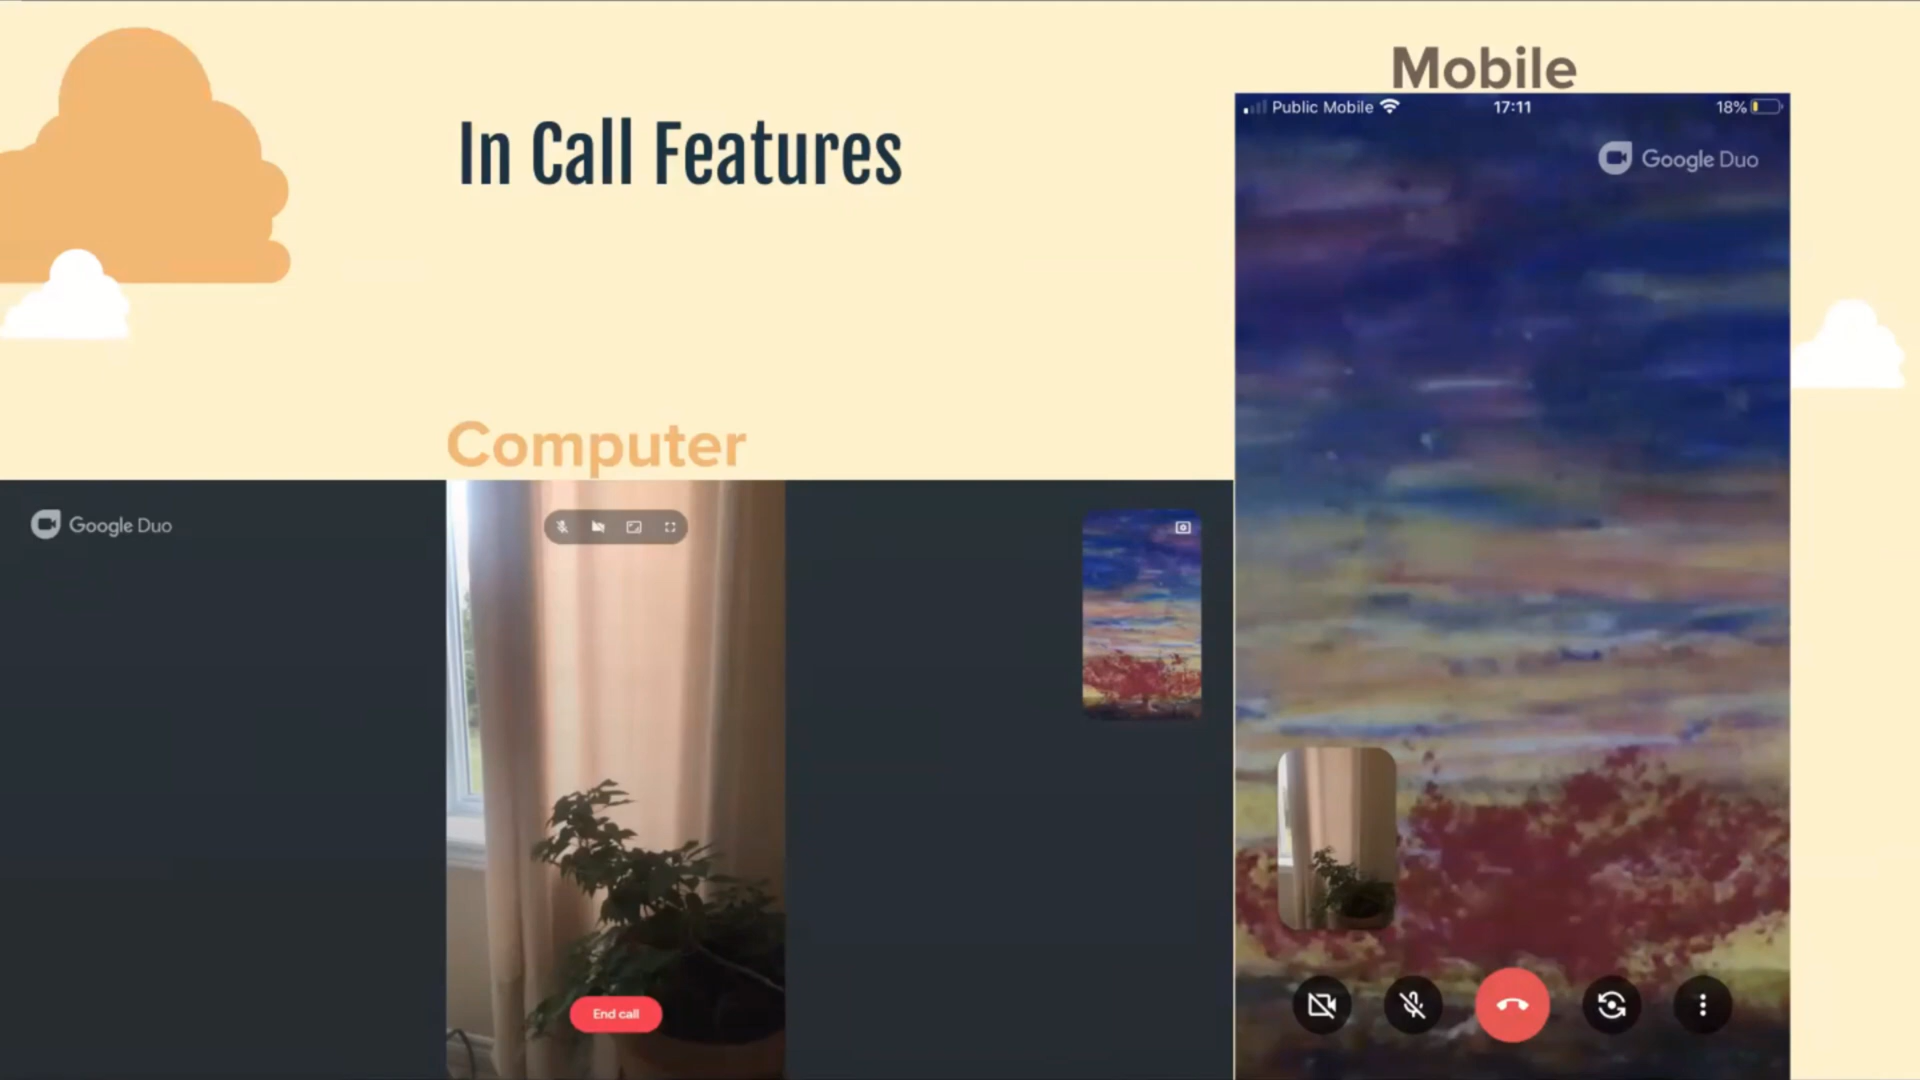 Mobile
Public Mobile 17:11 18%
Google Duo
In Call Features
Computer
Google Duo
End call